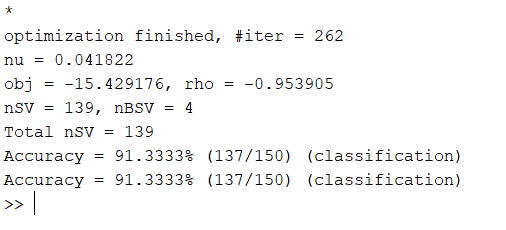 *
optimization finished, #iter = 262
nu = 0.041822
obj = -15.429176, rho = -0.953905
nSV = 139, nBSV = 4
Total nSV = 139
Accuracy = 91.3333% (137/150) (classification)
Accuracy = 91.3333% (137/150) (classification)
>>